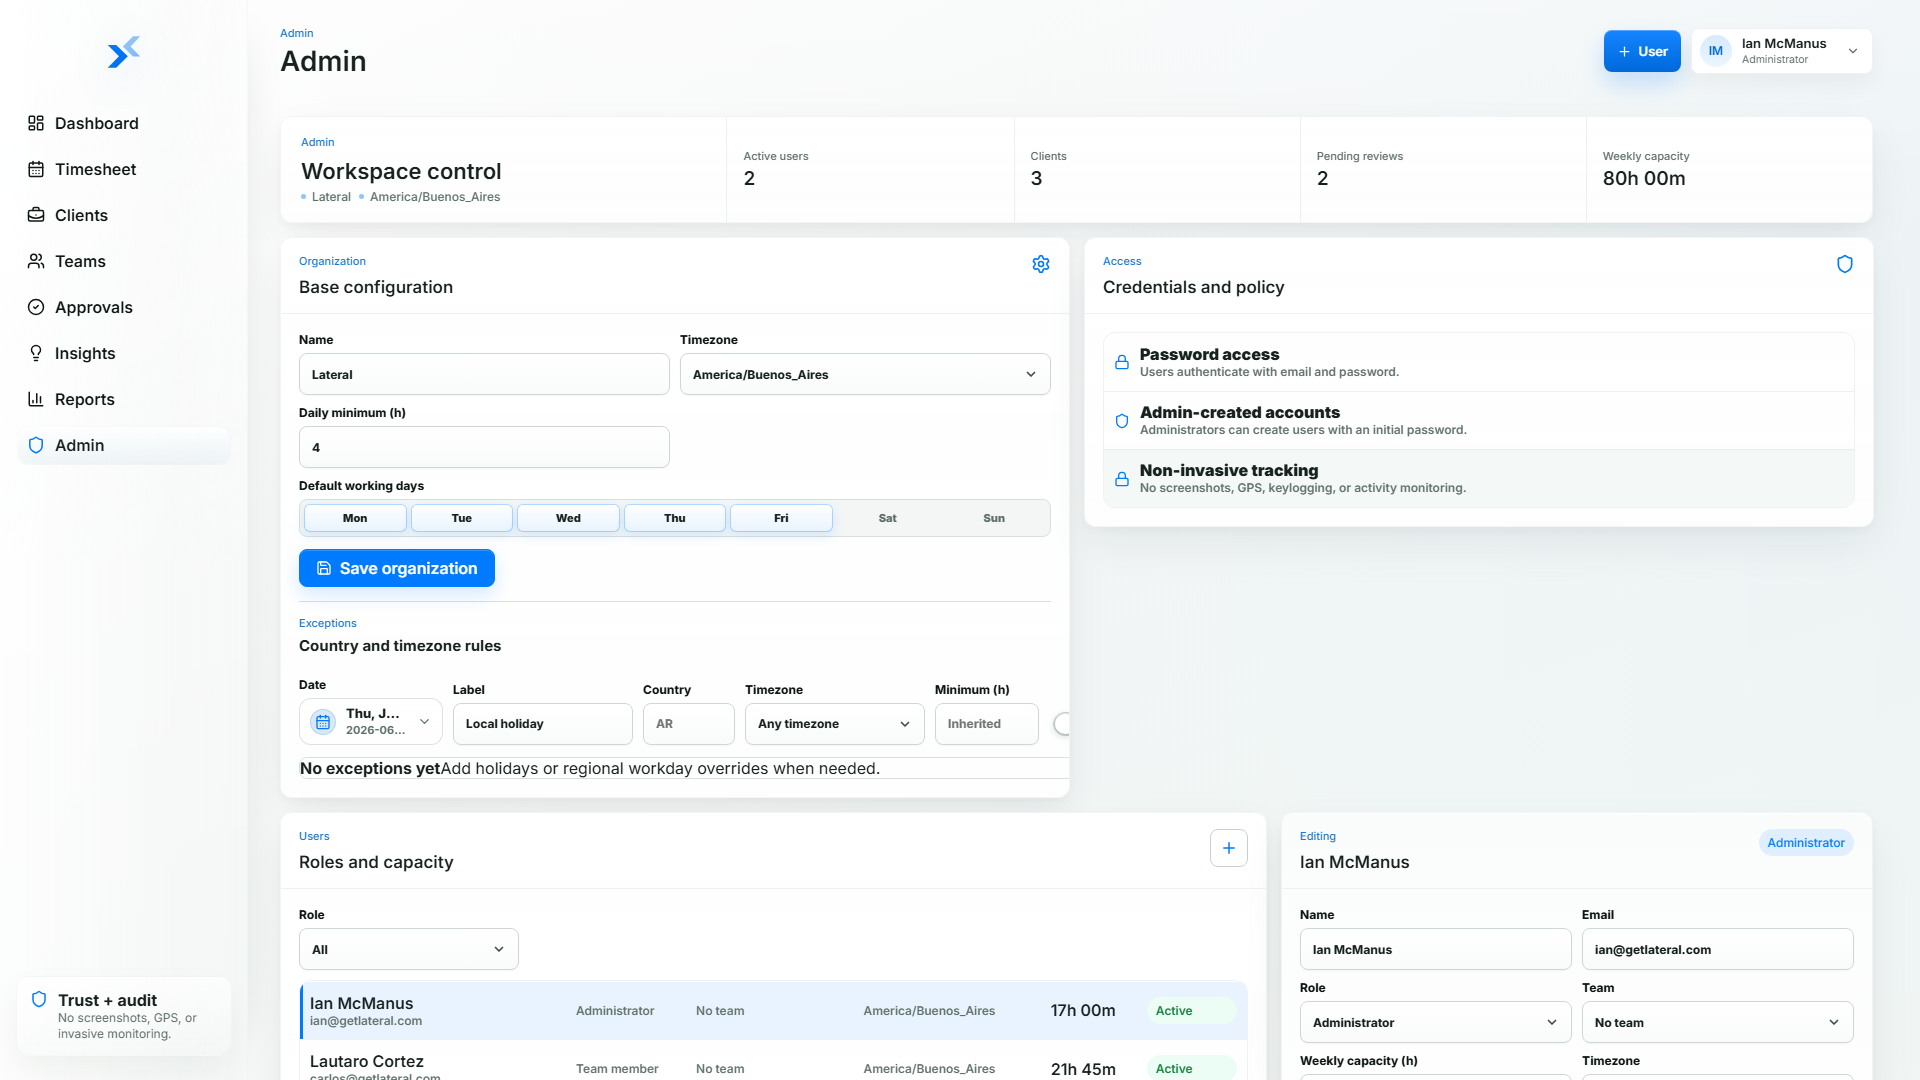 Dashboard
Timesheet
Clients
Teams
Approvals
Insights
Reports
Admin
Trust + audit
No screenshots, GPS, or
invasive monitoring.
Admin
Admin
User
IM
Ian McManus
Administrator
Admin
Workspace control
Lateral
America/Buenos_Aires
Active users
2
Clients
3
Pending reviews
2
Weekly capacity
80h 00m
Organization
Base configuration
Name
Lateral
Timezone
America/Buenos_Aires
Daily minimum (h)
4
Default working days
Mon Tue Wed Thu Fri Sat Sun
Save organization
Exceptions
Country and timezone rules
Date
Thu, J...
2026-06...
Label
Local holiday
Country
AR
Timezone
Any timezone
Minimum (h)
Inherited
No exceptions yetAdd holidays or regional workday overrides when needed.
Access
Credentials and policy
Password access
Users authenticate with email and password.
Admin-created accounts
Administrators can create users with an initial password.
Non-invasive tracking
No screenshots, GPS, keylogging, or activity monitoring.
Users
Roles and capacity
Role
All
Ian McManus
ian@getlateral.com
Administrator
No team
America/Buenos_Aires
17h 00m
Active
Lautaro Cortez
carlos@getlateral.com
Team member
No team
America/Buenos_Aires
21h 45m
Active
Editing
Ian McManus
Administrator
Name
Ian McManus
Email
ian@getlateral.com
Role
Administrator
Team
No team
Weekly capacity (h)
Timezone